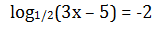 log₁/₂(3x – 5) = -2